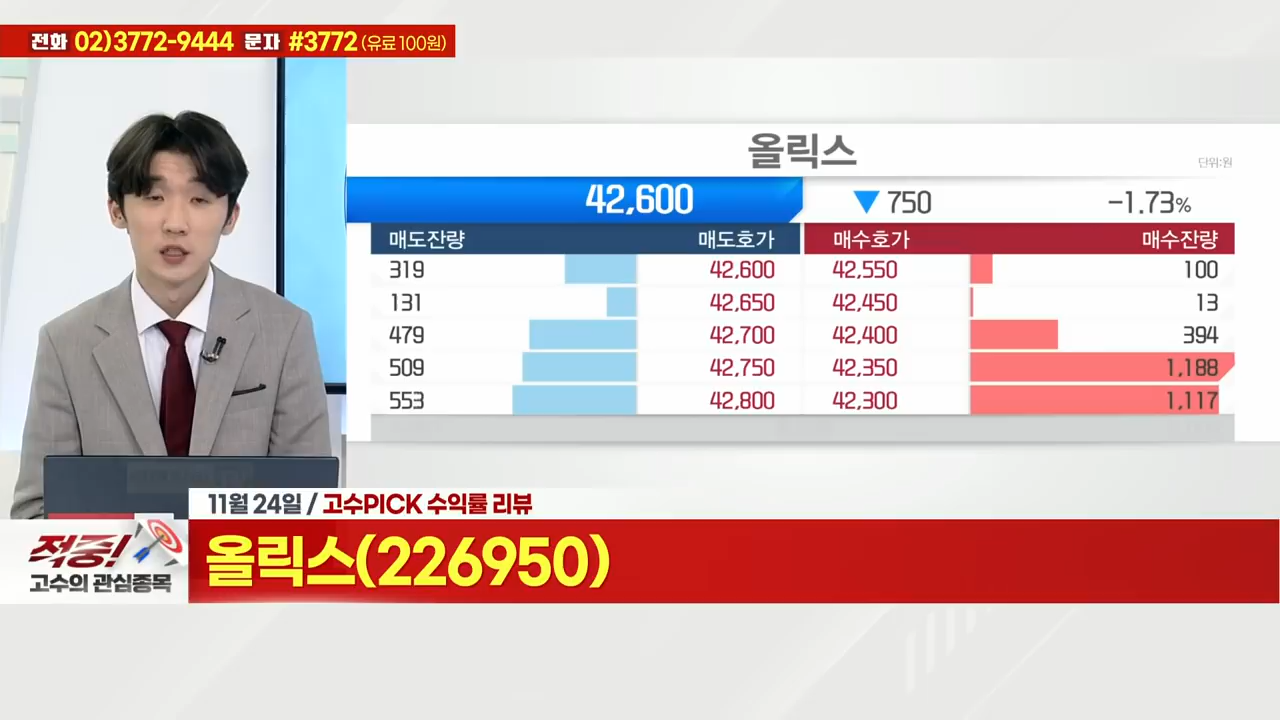 전화 02)3772-9444 문자 #3772 (유료 100원)
올릭스
단위:원
42,600 ▼ 750 -1.73%
매도잔량 매도호가 매수호가 매수잔량
319 42,600 42,550 100
131 42,650 42,450 13
479 42,700 42,400 394
509 42,750 42,350 1,188
553 42,800 42,300 1,117
11월 24일 / 고수PICK 수익률 리뷰
적중!
고수의 관심종목
올릭스(226950)